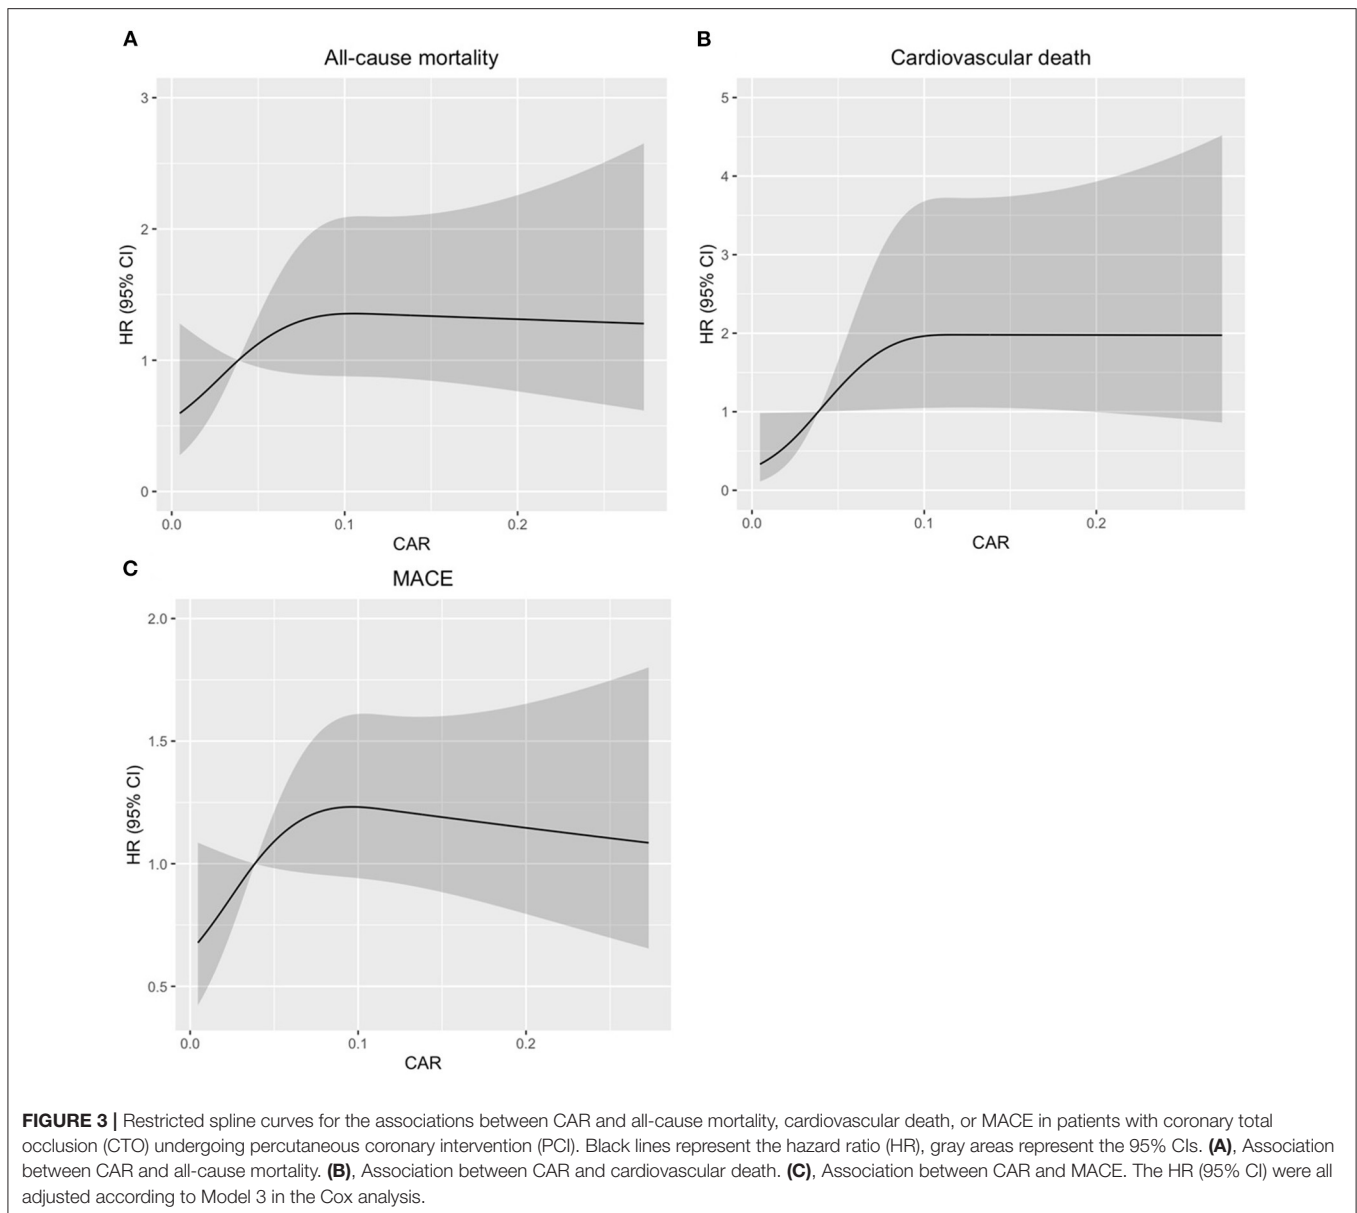 A
All-cause mortality
3
2
1
0
HR (95% CI)
0.0 0.1 0.2
CAR
B
Cardiovascular death
5
4
3
2
1
0
HR (95% CI)
0.0 0.1 0.2
CAR
C
MACE
2.0
1.5
1.0
0.5
HR (95% CI)
0.0 0.1 0.2
CAR
FIGURE 3 | Restricted spline curves for the associations between CAR and all-cause mortality, cardiovascular death, or MACE in patients with coronary total
occlusion (CTO) undergoing percutaneous coronary intervention (PCI). Black lines represent the hazard ratio (HR), gray areas represent the 95% CIs. (A), Association
between CAR and all-cause mortality. (B), Association between CAR and cardiovascular death. (C), Association between CAR and MACE. The HR (95% CI) were all
adjusted according to Model 3 in the Cox analysis.